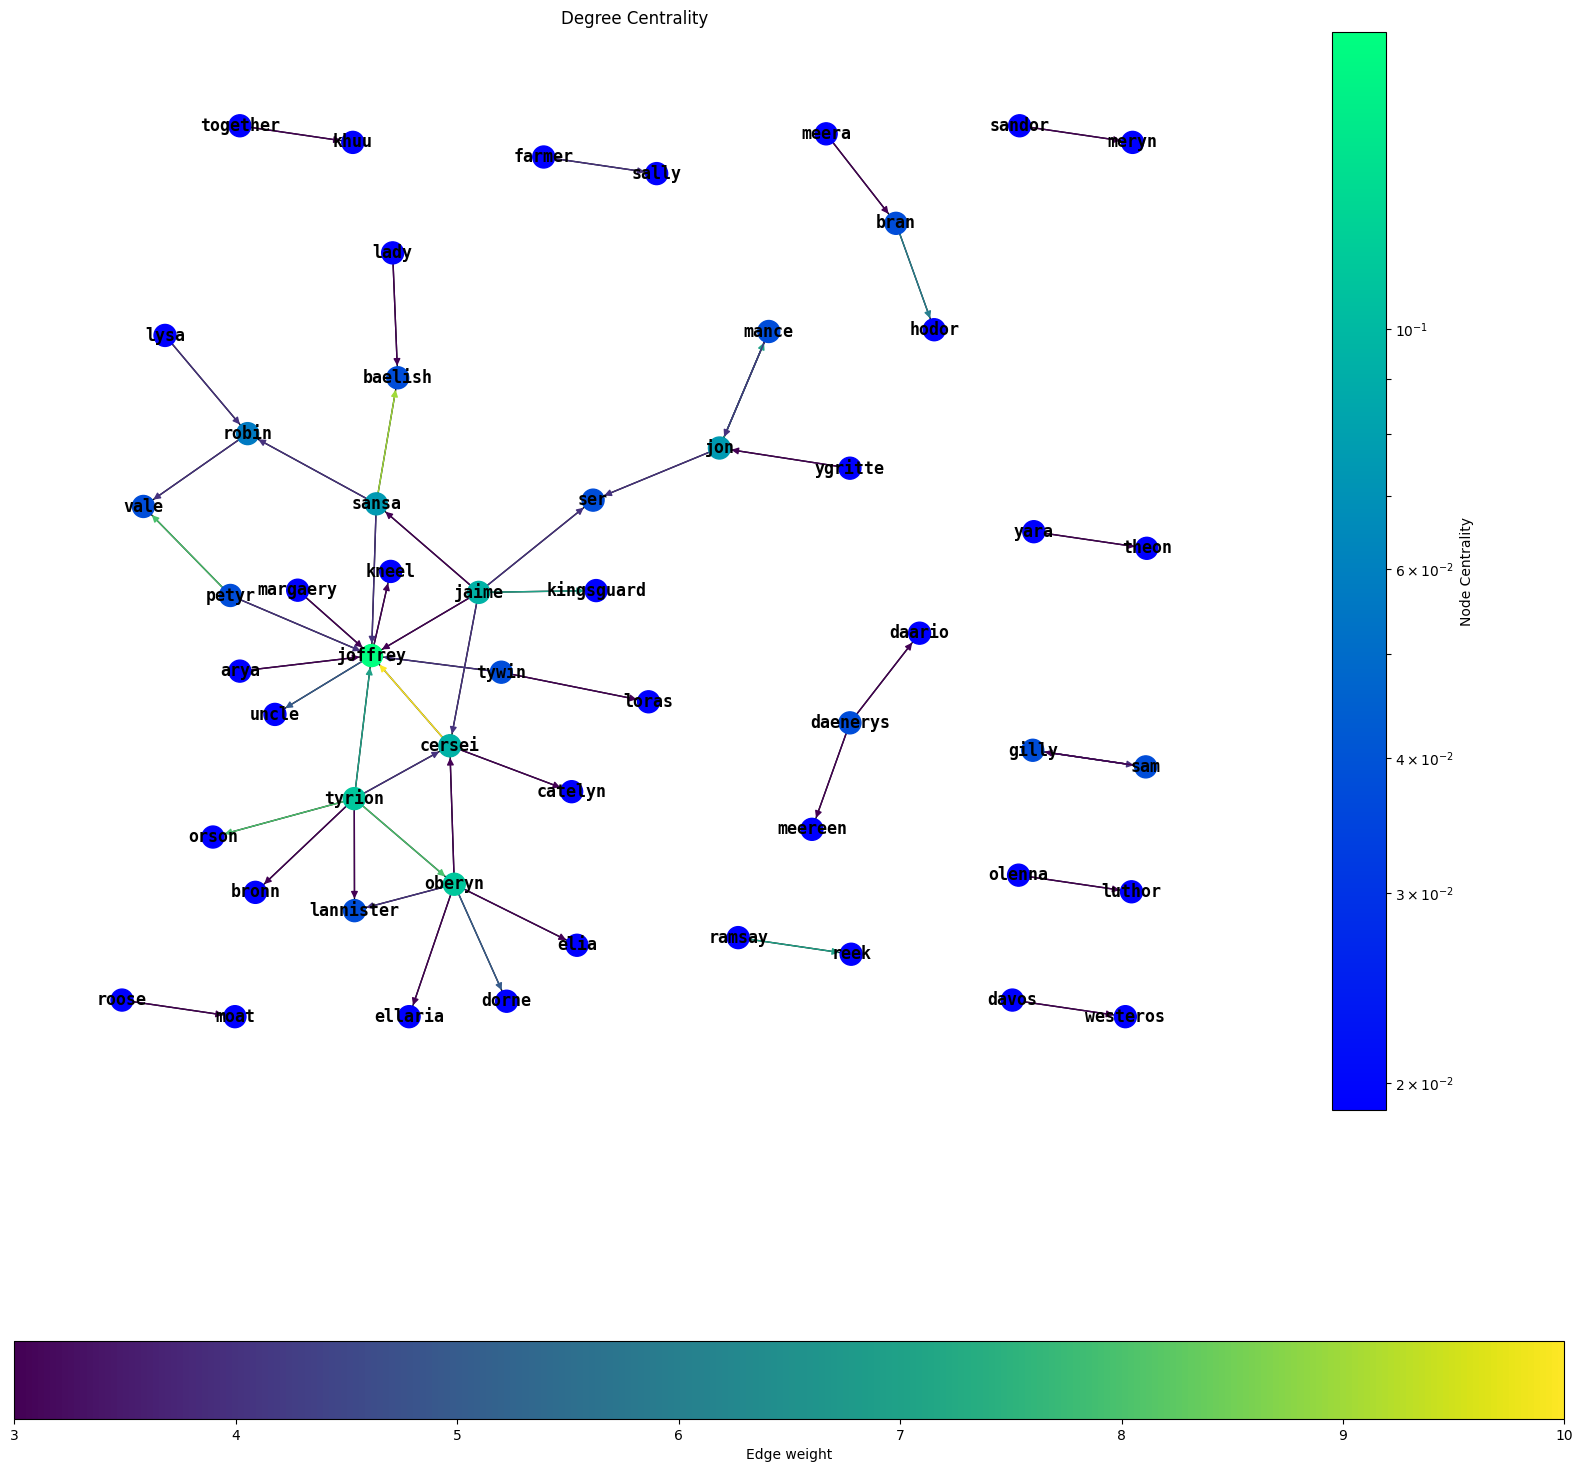 Degree Centrality
together
khuu
farmer
sally
meera
sandor
meryn
bran
lady
hodor
mance
lysa
baelish
robin
jon
ygritte
sansa
ser
vale
yara
theon
kneel
margaery
petyr
jaime
kingsguard
daario
joffrey
arya
tywin
loras
uncle
daenerys
cersei
gilly
sam
catelyn
tyrion
orson
meereen
bronn
oberyn
lannister
olenna
luthor
elia
ramsay
reek
roose
moat
ellaria
dorne
davos
westeros
10⁻¹
6 × 10⁻²
4 × 10⁻²
3 × 10⁻²
2 × 10⁻²
Node Centrality
3 4 5 6 7 8 9 10
Edge weight